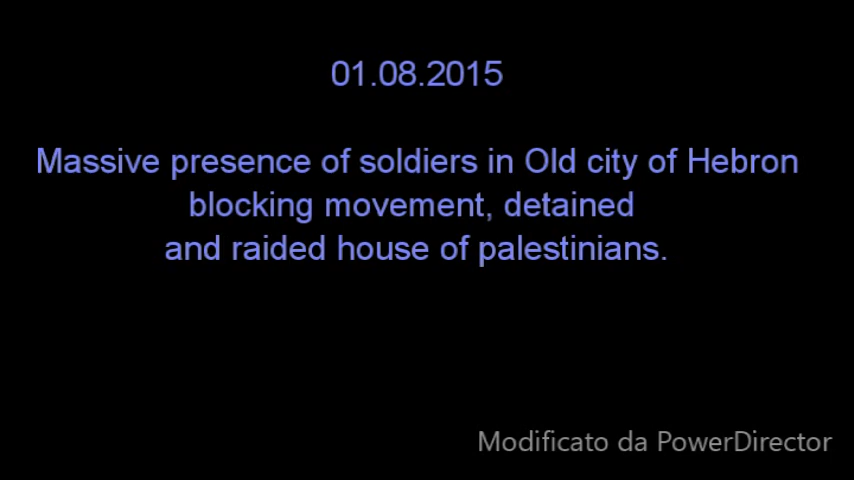 01.08.2015
Massive presence of soldiers in Old city of Hebron
blocking movement, detained
and raided house of palestinians.
Modificato da PowerDirector